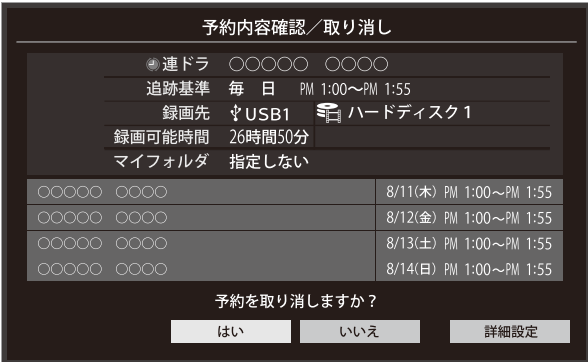 予約内容確認／取り消し
連ドラ ○○○○○ ○○○○
追跡基準 毎 日 PM 1:00～PM 1:55
録画先 USB1 ハードディスク1
録画可能時間 26時間50分
マイフォルダ 指定しない
○○○○○ ○○○○ 8/11(木) PM 1:00～PM 1:55
○○○○○ ○○○○ 8/12(金) PM 1:00～PM 1:55
○○○○○ ○○○○ 8/13(土) PM 1:00～PM 1:55
○○○○○ ○○○○ 8/14(日) PM 1:00～PM 1:55
予約を取り消しますか？
はい いいえ 詳細設定